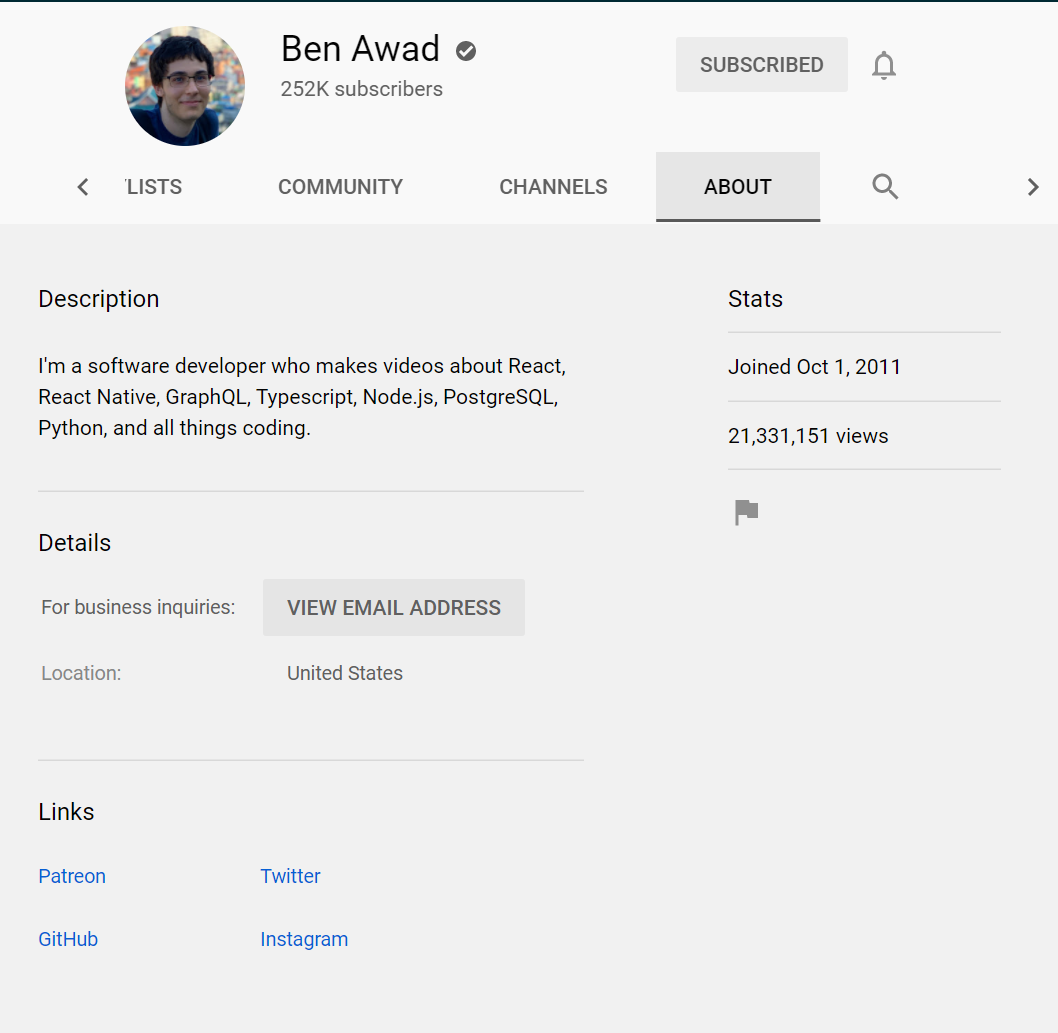 Ben Awad
252K subscribers
SUBSCRIBED
LISTS
COMMUNITY
CHANNELS
ABOUT
Description
I'm a software developer who makes videos about React,
React Native, GraphQL, Typescript, Node.js, PostgreSQL,
Python, and all things coding.
Details
For business inquiries:
VIEW EMAIL ADDRESS
Location:
United States
Links
Patreon
Twitter
GitHub
Instagram
Stats
Joined Oct 1, 2011
21,331,151 views